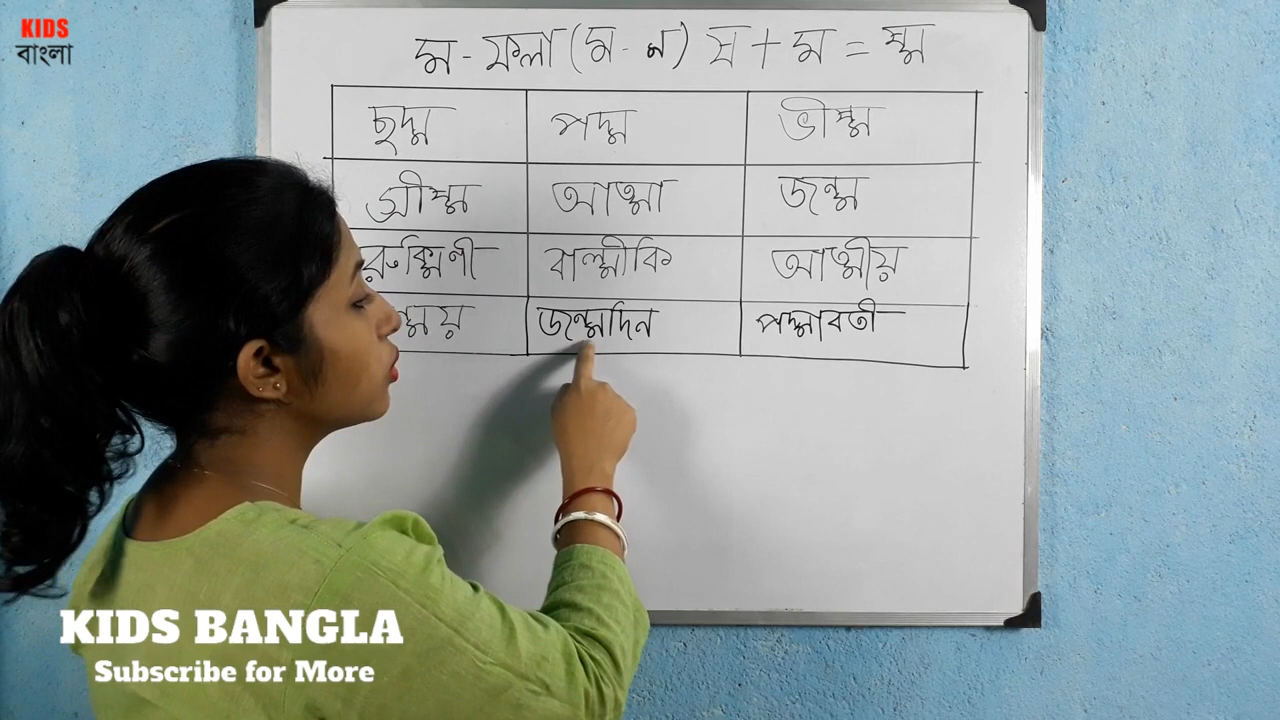 KIDS
বাংলা
ম - ফলা (ম - ন) ষ + ম = ষ্ম
ছদ্ম পদ্ম ভীষ্ম
গ্রীষ্ম আত্মা জন্ম
রুক্মিণী বাল্মীকি আত্মীয়
জন্মদিন পদ্মাবতী
KIDS BANGLA
Subscribe for More